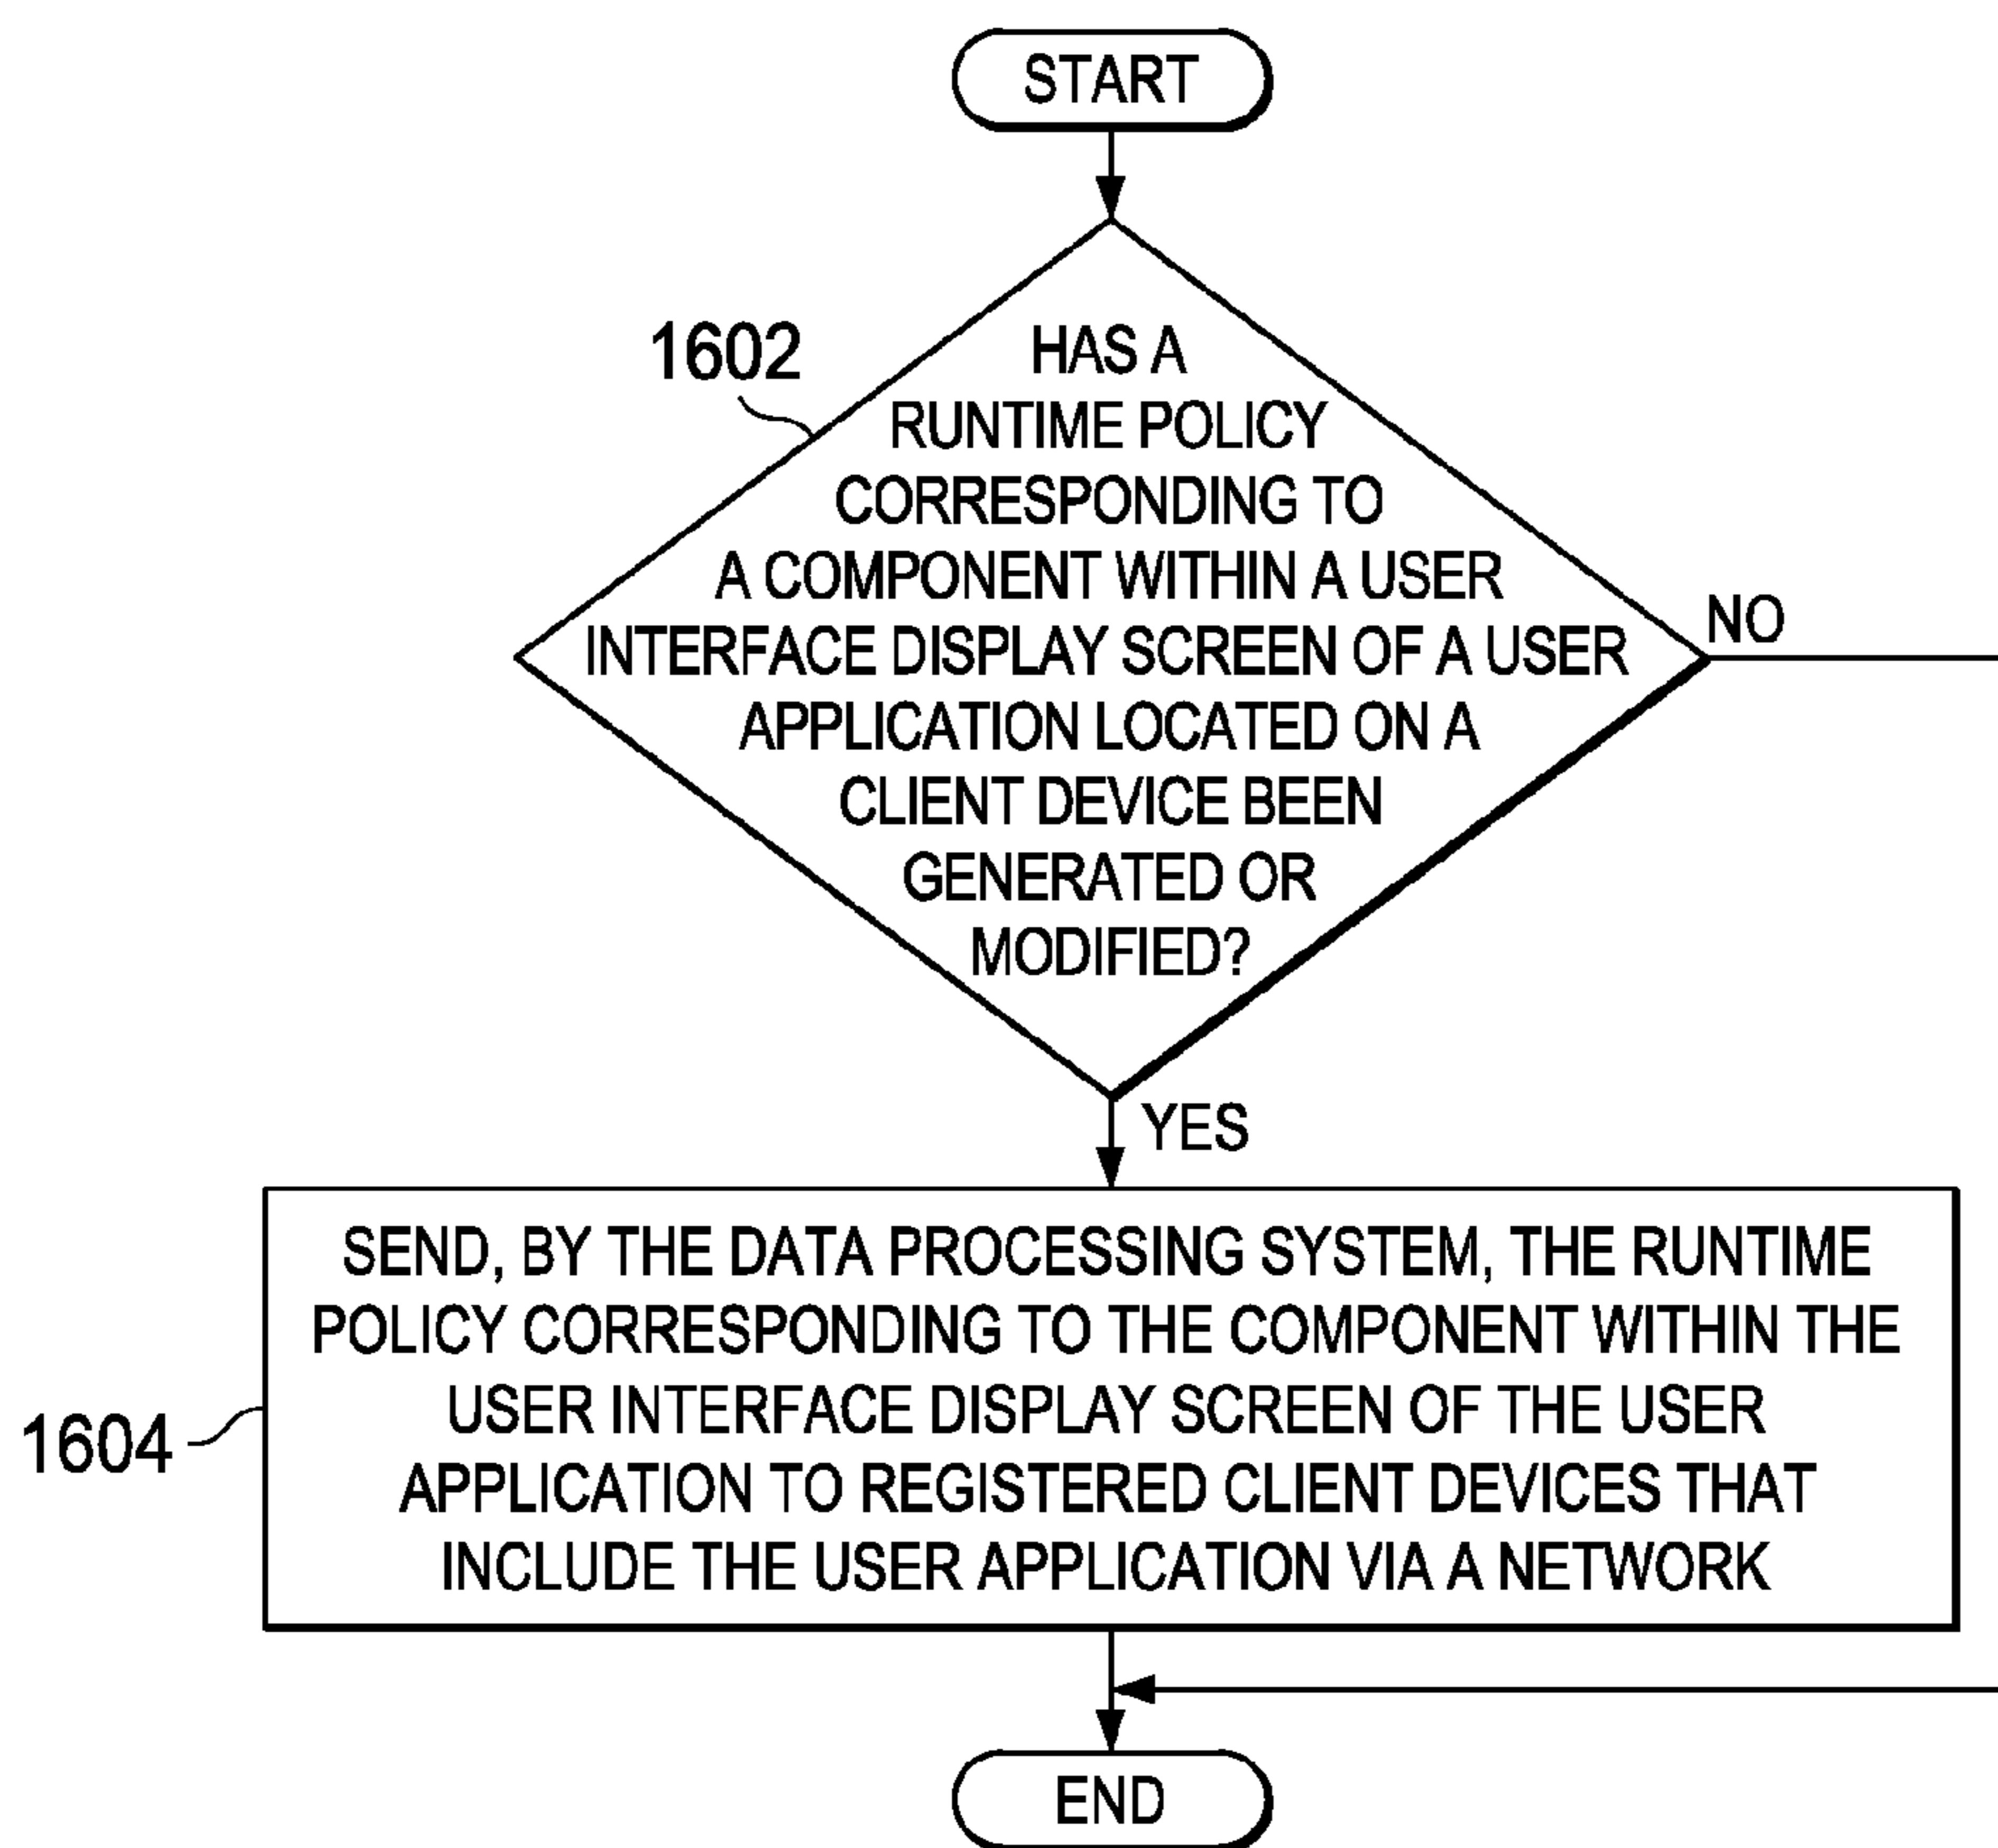 START
1602
HAS A
RUNTIME POLICY
CORRESPONDING TO
A COMPONENT WITHIN A USER
INTERFACE DISPLAY SCREEN OF A USER
APPLICATION LOCATED ON A
CLIENT DEVICE BEEN
GENERATED OR
MODIFIED?
NO
YES
1604
SEND, BY THE DATA PROCESSING SYSTEM, THE RUNTIME
POLICY CORRESPONDING TO THE COMPONENT WITHIN THE
USER INTERFACE DISPLAY SCREEN OF THE USER
APPLICATION TO REGISTERED CLIENT DEVICES THAT
INCLUDE THE USER APPLICATION VIA A NETWORK
END